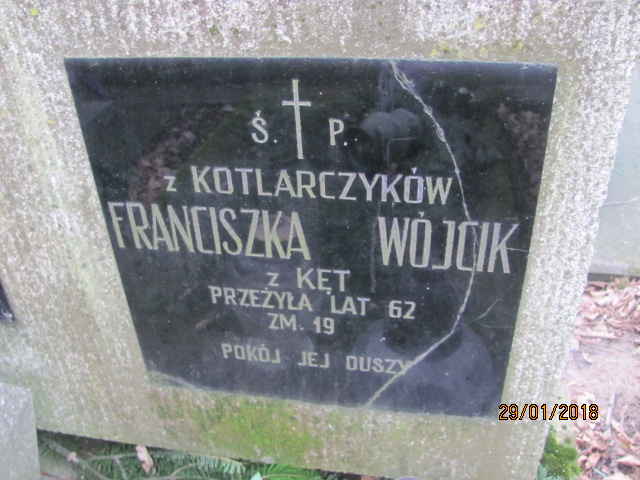 Ś. P.
z KOTLARCZYKÓW
FRANCISZKA WÓJCIK
z KĘT
PRZEŻYŁA LAT 62
ZM. 19
POKÓJ JEJ DUSZY
29/01/2018